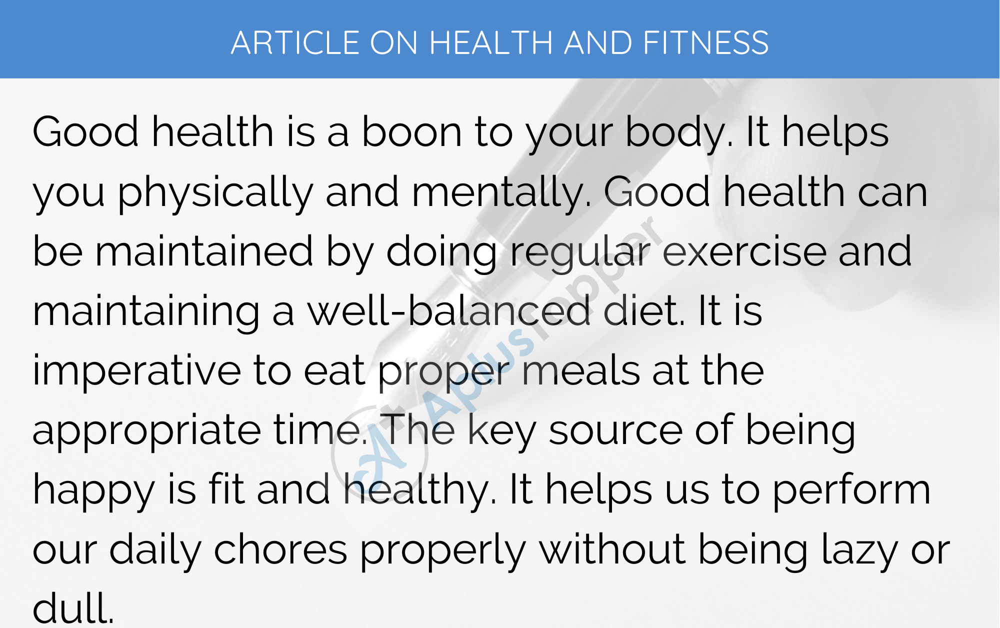 ARTICLE ON HEALTH AND FITNESS
Good health is a boon to your body. It helps
you physically and mentally. Good health can
be maintained by doing regular exercise and
maintaining a well-balanced diet. It is
imperative to eat proper meals at the
appropriate time. The key source of being
happy is fit and healthy. It helps us to perform
our daily chores properly without being lazy or
dull.
A+ AplusTopper